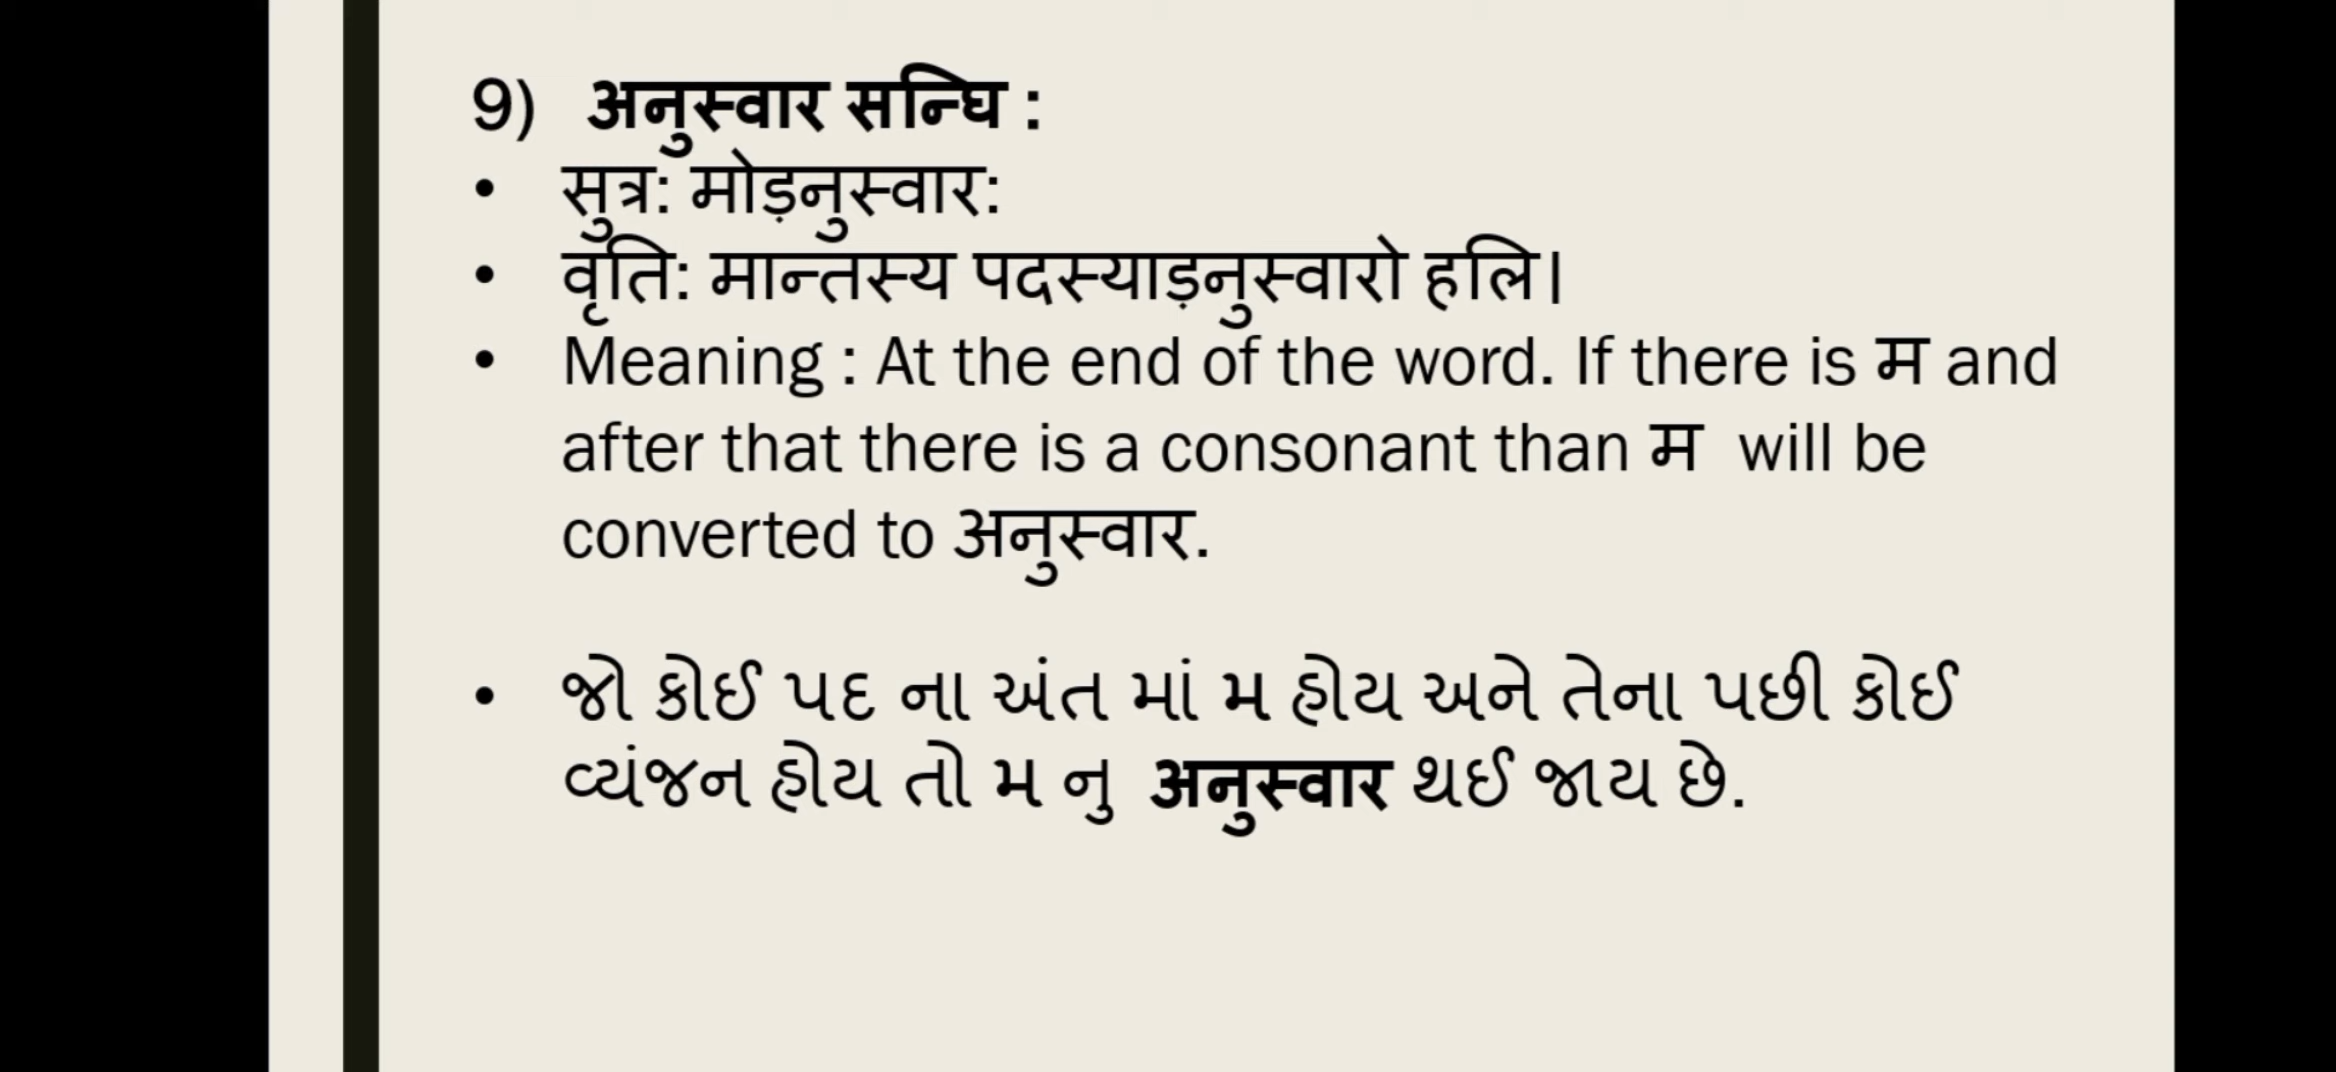 9) अनुस्वार सन्घि :
• सुत्र: मोड़नुस्वार:
• वृति: मान्तस्य पदस्याड़नुस्वारो हलि।
• Meaning : At the end of the word. If there is म and
after that there is a consonant than म will be
converted to अनुस्वार.
• જો કોઈ પદ ના અંત માં મ હોય અને તેના પછી કોઈ
વ્યંજન હોય તો મ નુ अनुस्वार થઈ જાય છે.